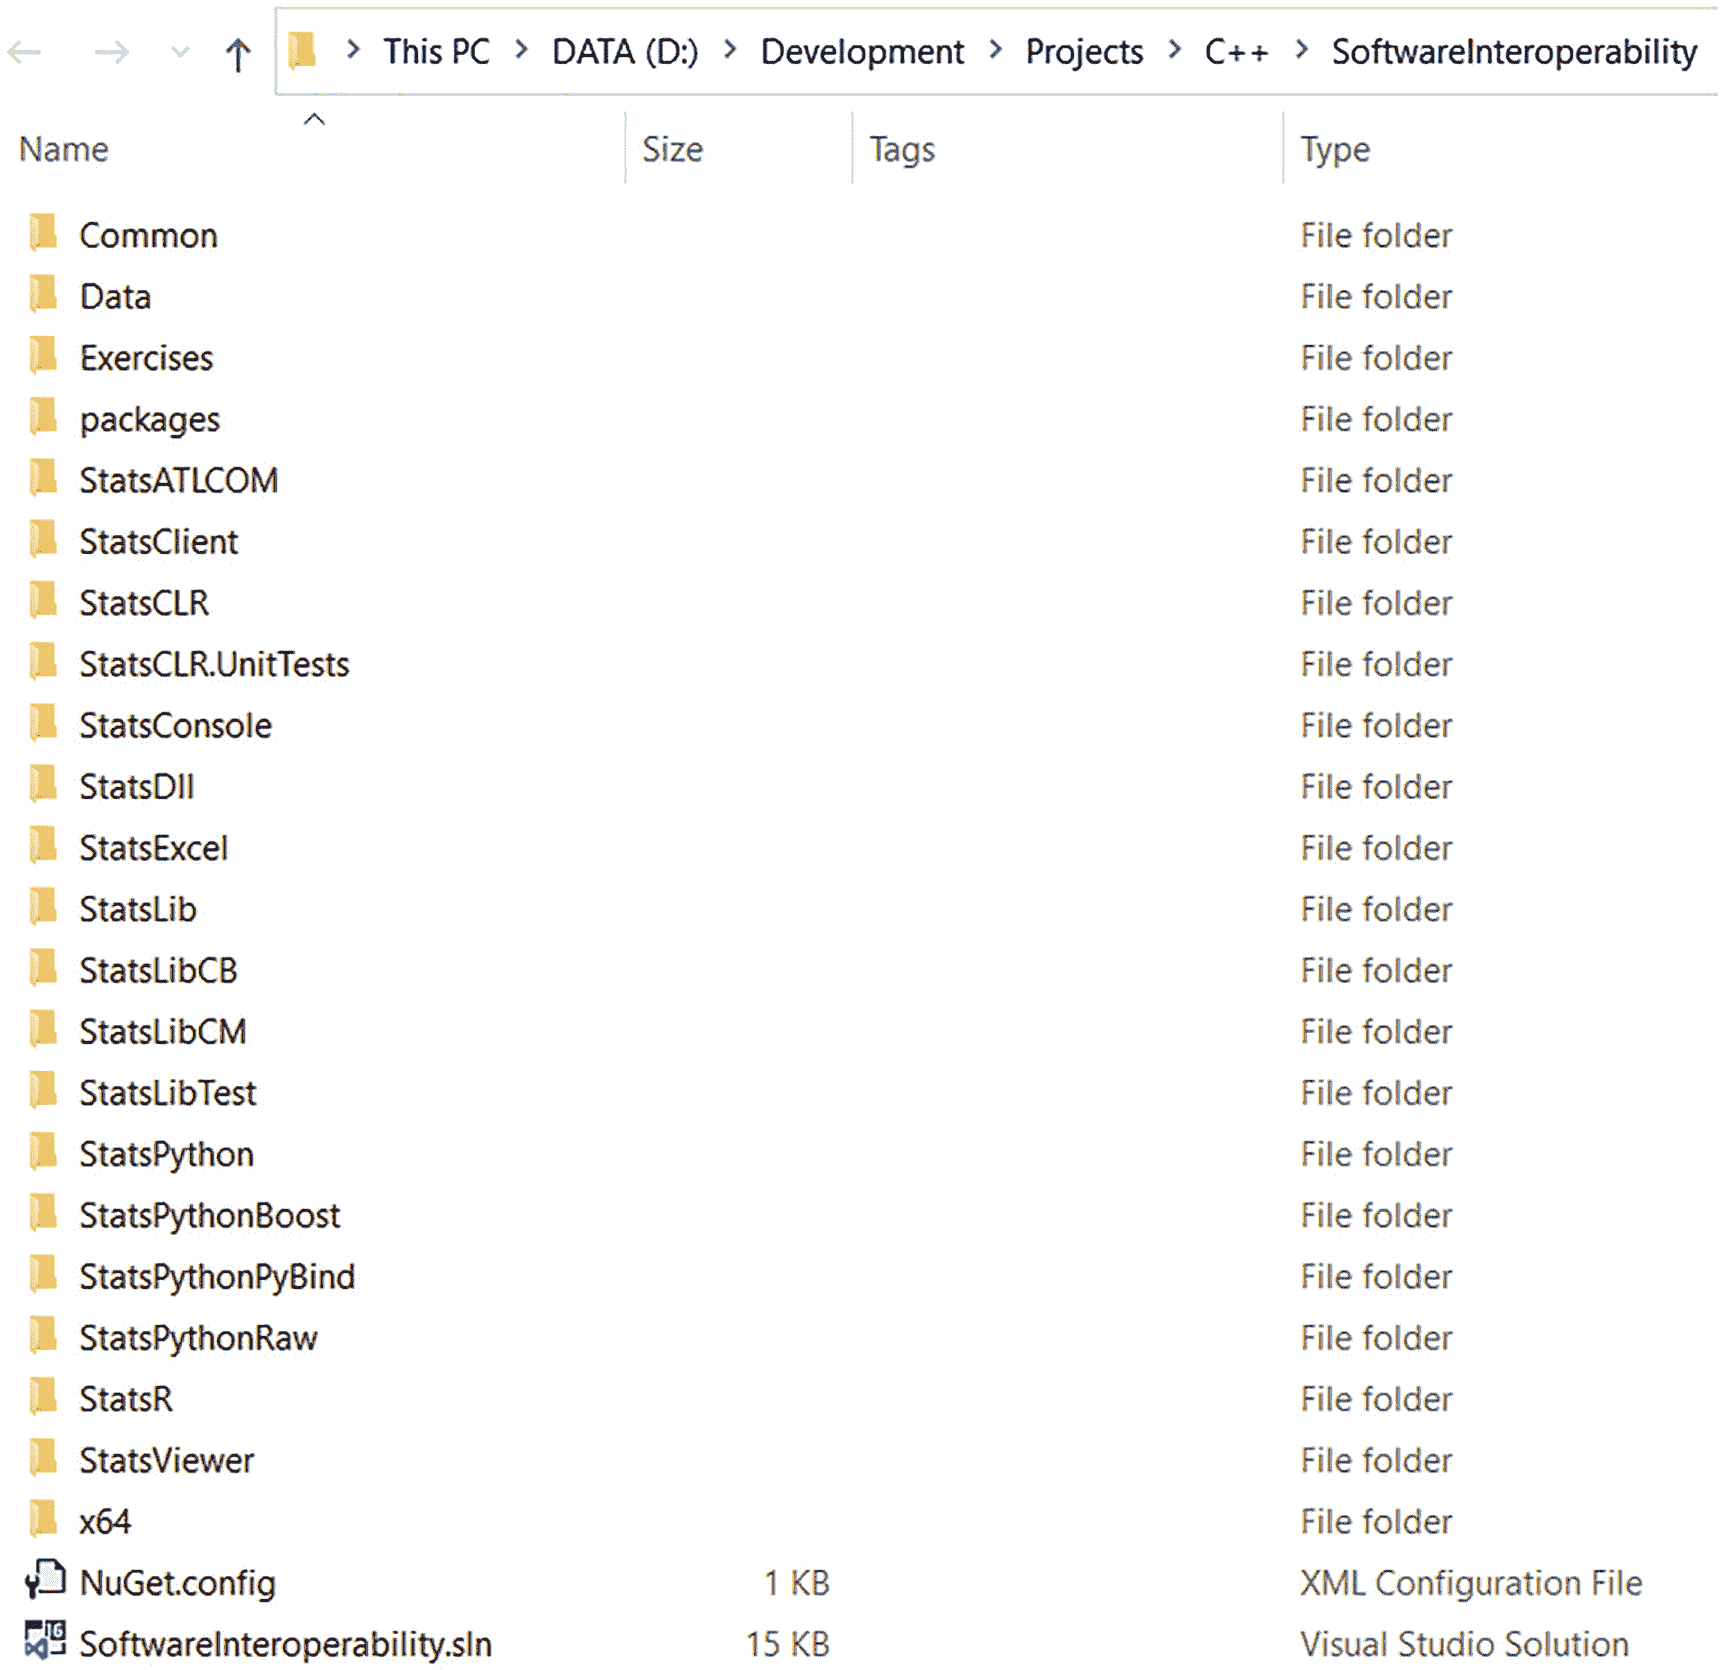 This PC > DATA (D:) > Development > Projects > C++ > SoftwareInteroperability
Name Size Tags Type
Common File folder
Data File folder
Exercises File folder
packages File folder
StatsATLCOM File folder
StatsClient File folder
StatsCLR File folder
StatsCLR.UnitTests File folder
StatsConsole File folder
StatsDll File folder
StatsExcel File folder
StatsLib File folder
StatsLibCB File folder
StatsLibCM File folder
StatsLibTest File folder
StatsPython File folder
StatsPythonBoost File folder
StatsPythonPyBind File folder
StatsPythonRaw File folder
StatsR File folder
StatsViewer File folder
x64 File folder
NuGet.config 1 KB XML Configuration File
SoftwareInteroperability.sln 15 KB Visual Studio Solution